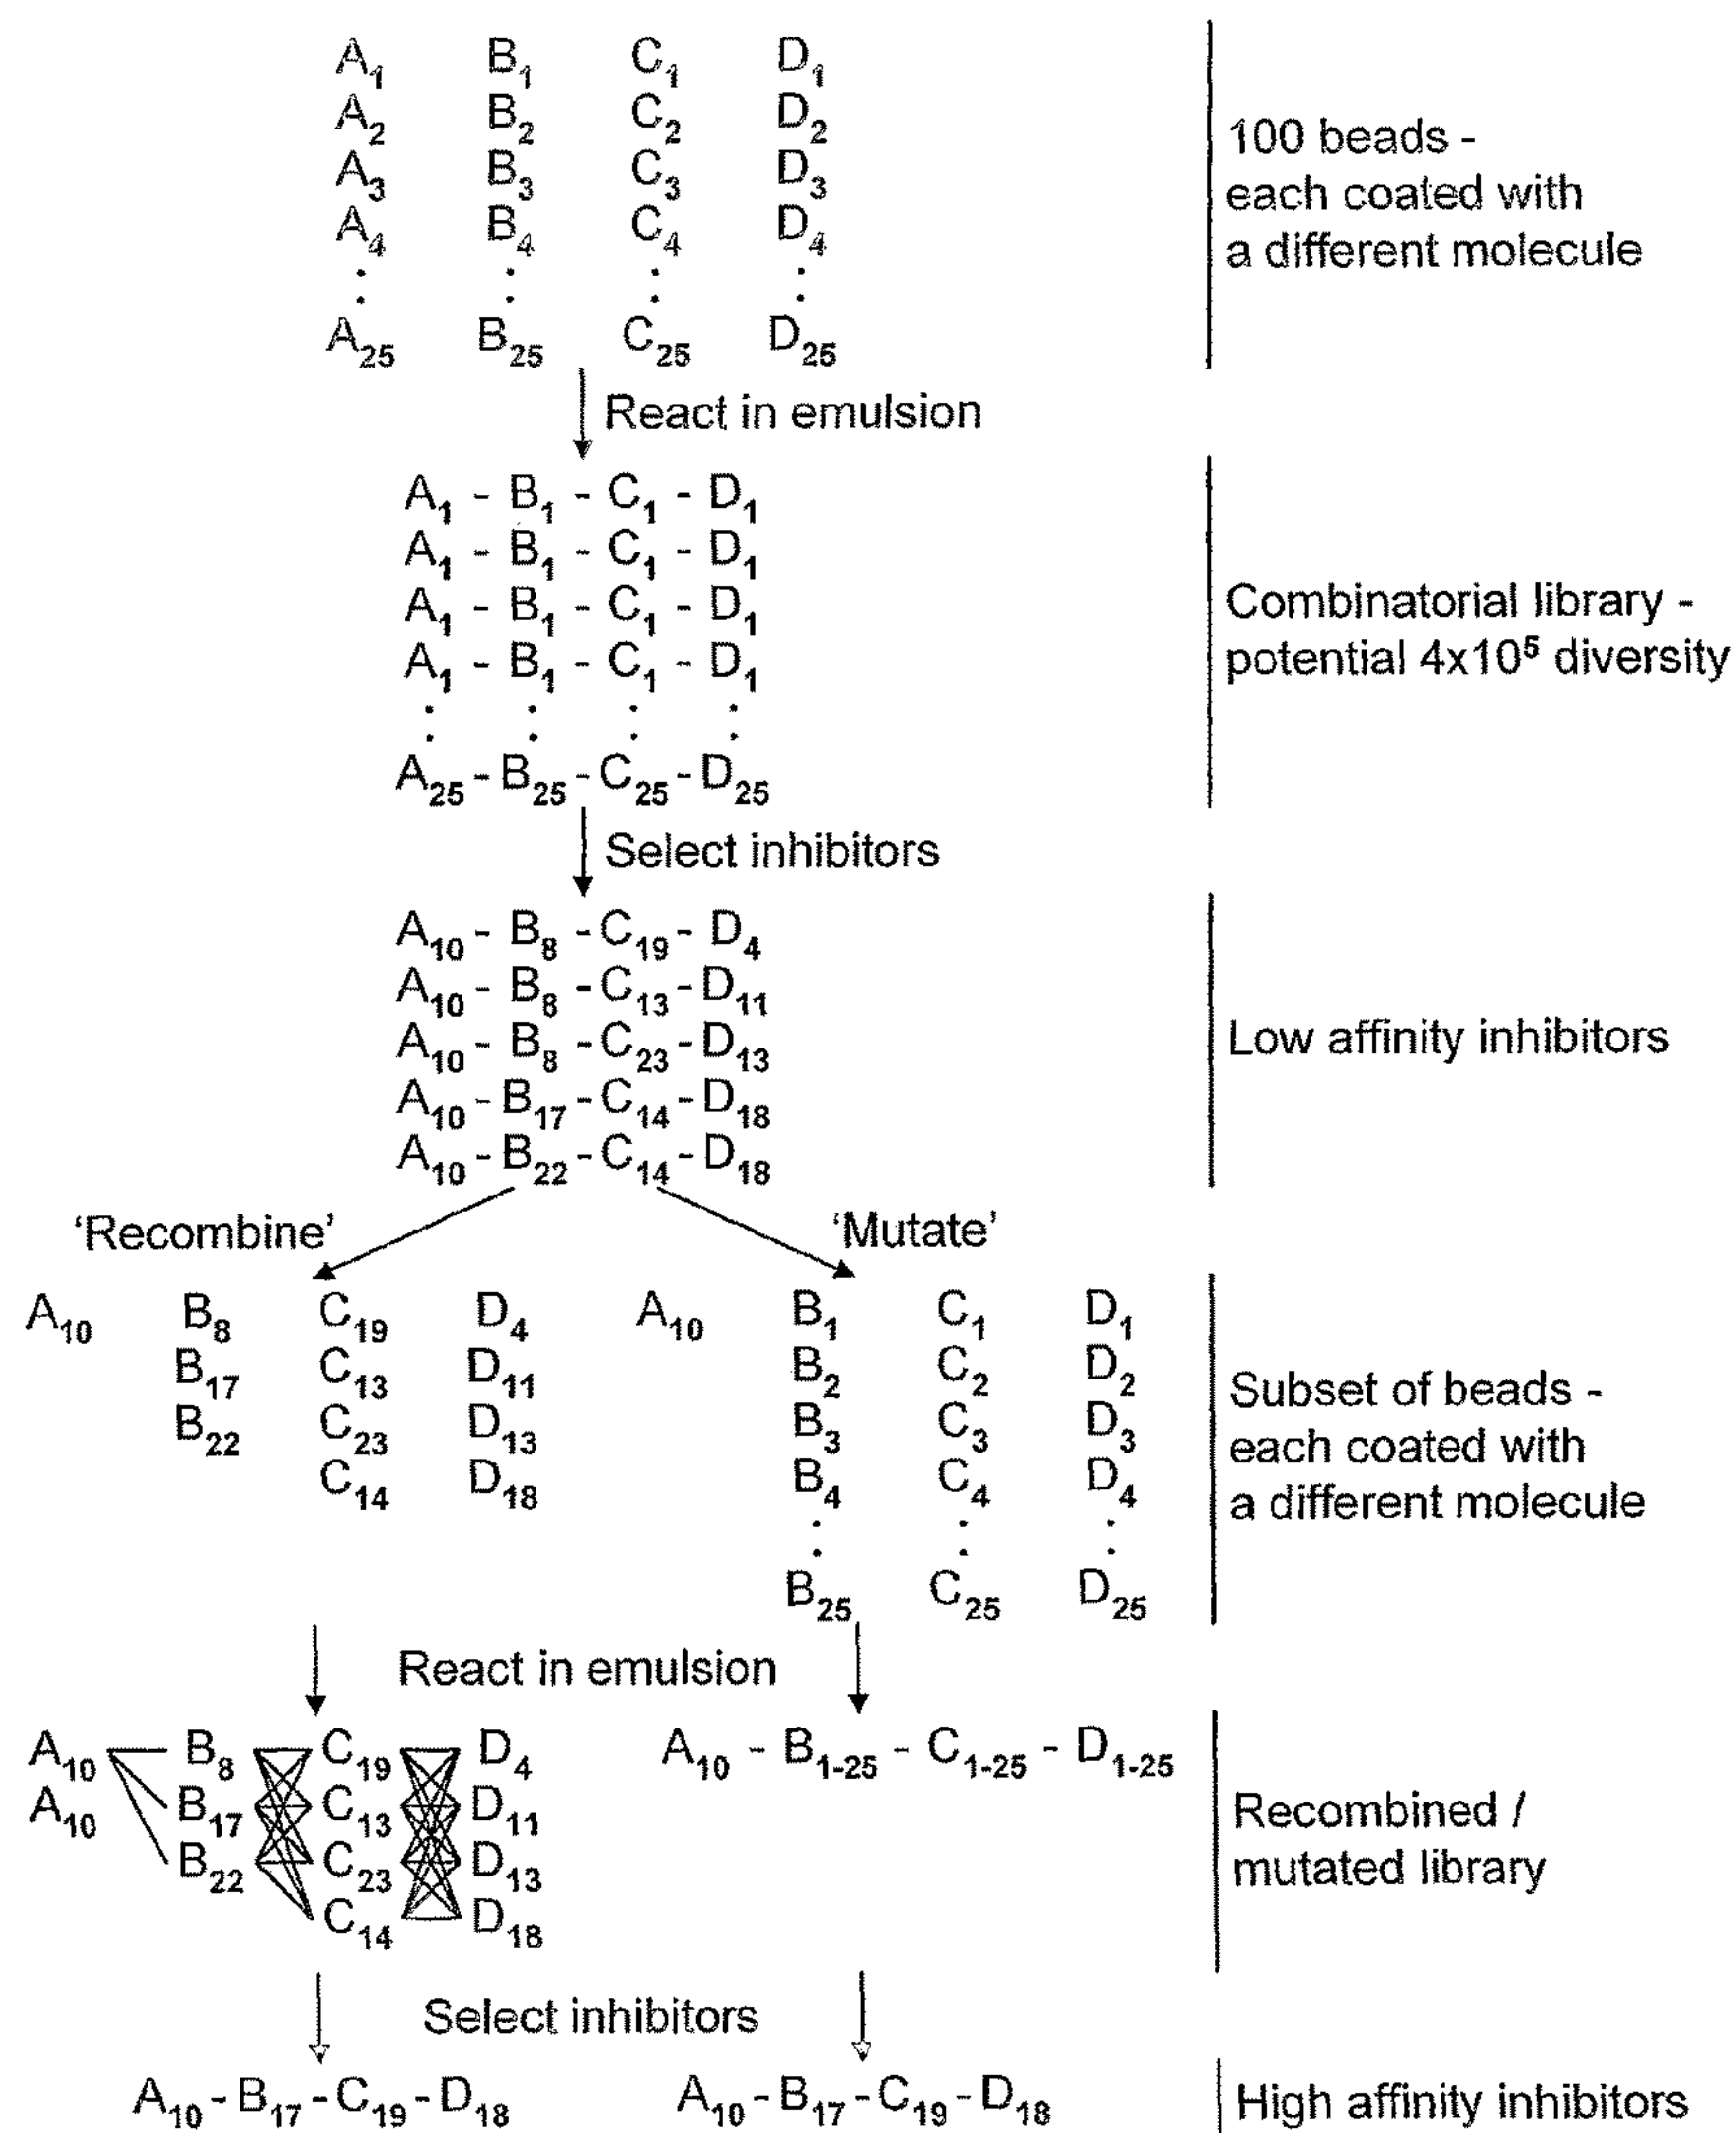 A₁ B₁ C₁ D₁
A₂ B₂ C₂ D₂
A₃ B₃ C₃ D₃
A₄ B₄ C₄ D₄
: : : :
A₂₅ B₂₅ C₂₅ D₂₅
100 beads -
each coated with
a different molecule
React in emulsion
A₁ - B₁ - C₁ - D₁
A₁ - B₁ - C₁ - D₁
A₁ - B₁ - C₁ - D₁
A₁ - B₁ - C₁ - D₁
: : : :
A₂₅ - B₂₅ - C₂₅ - D₂₅
Combinatorial library -
potential 4x10⁵ diversity
Select inhibitors
A₁₀ - B₈ - C₁₉ - D₄
A₁₀ - B₈ - C₁₃ - D₁₁
A₁₀ - B₈ - C₂₃ - D₁₃
A₁₀ - B₁₇ - C₁₄ - D₁₈
A₁₀ - B₂₂ - C₁₄ - D₁₈
Low affinity inhibitors
‘Recombine’
‘Mutate’
A₁₀ B₈ C₁₉ D₄
B₁₇ C₁₃ D₁₁
B₂₂ C₂₃ D₁₃
C₁₄ D₁₈
A₁₀ B₁ C₁ D₁
B₂ C₂ D₂
B₃ C₃ D₃
B₄ C₄ D₄
: : :
B₂₅ C₂₅ D₂₅
Subset of beads -
each coated with
a different molecule
React in emulsion
A₁₀ B₈ C₁₉ D₄
A₁₀ B₁₇ C₁₃ D₁₁
B₂₂ C₂₃ D₁₃
C₁₄ D₁₈
A₁₀ - B₁₋₂₅ - C₁₋₂₅ - D₁₋₂₅
Recombined /
mutated library
Select inhibitors
A₁₀ - B₁₇ - C₁₉ - D₁₈
A₁₀ - B₁₇ - C₁₉ - D₁₈
High affinity inhibitors